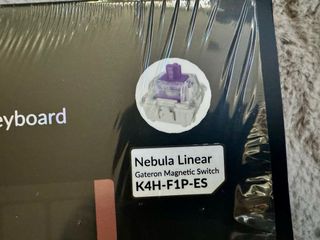 eyboard
Nebula Linear
Gateron Magnetic Switch
K4H-F1P-ES